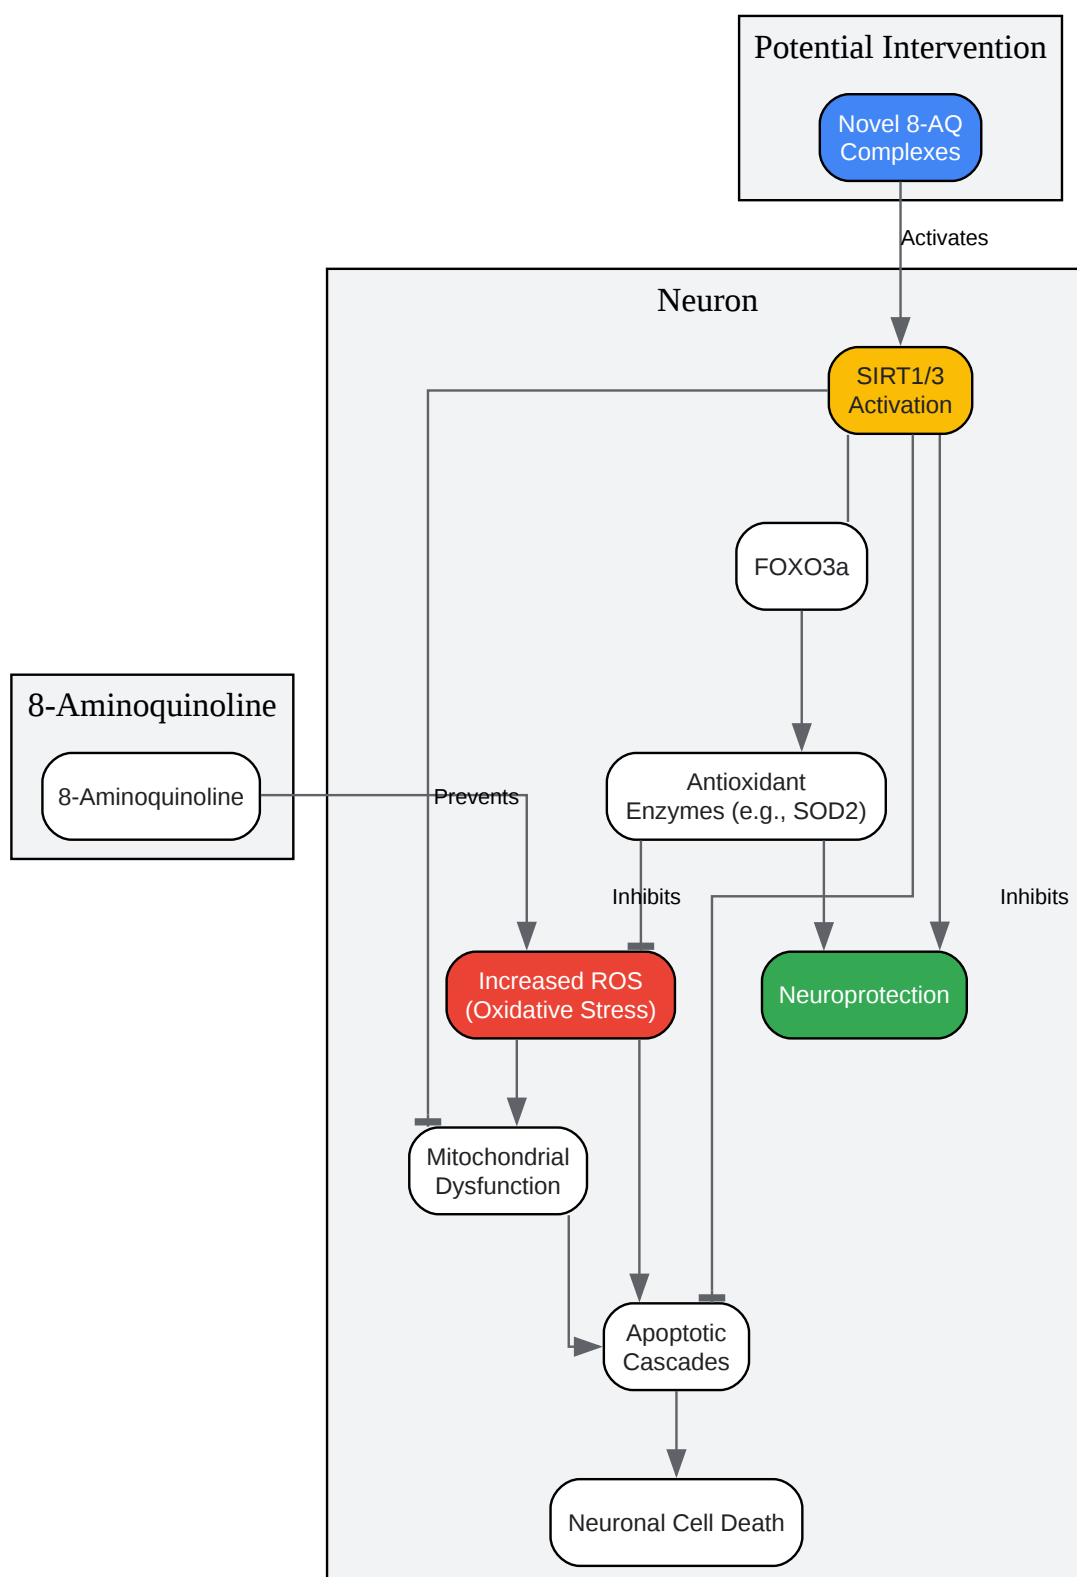 Potential Intervention
Novel 8-AQ
Complexes
Activates
Neuron
SIRT1/3
Activation
FOXO3a
8-Aminoquinoline
8-Aminoquinoline
Prevents
Antioxidant
Enzymes (e.g., SOD2)
Inhibits
Inhibits
Increased ROS
(Oxidative Stress)
Neuroprotection
Mitochondrial
Dysfunction
Apoptotic
Cascades
Neuronal Cell Death